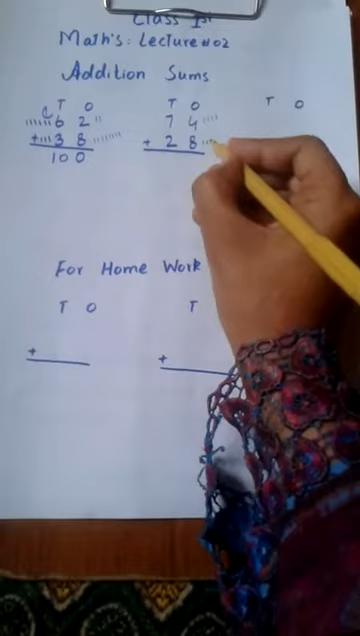 Class 1st
Math's: Lecture #02
Addition Sums
C T O
6 2
+ 3 8
1 0 0
T O
7 4
+ 2 8
T O
For Home Work
T O
+
T
+